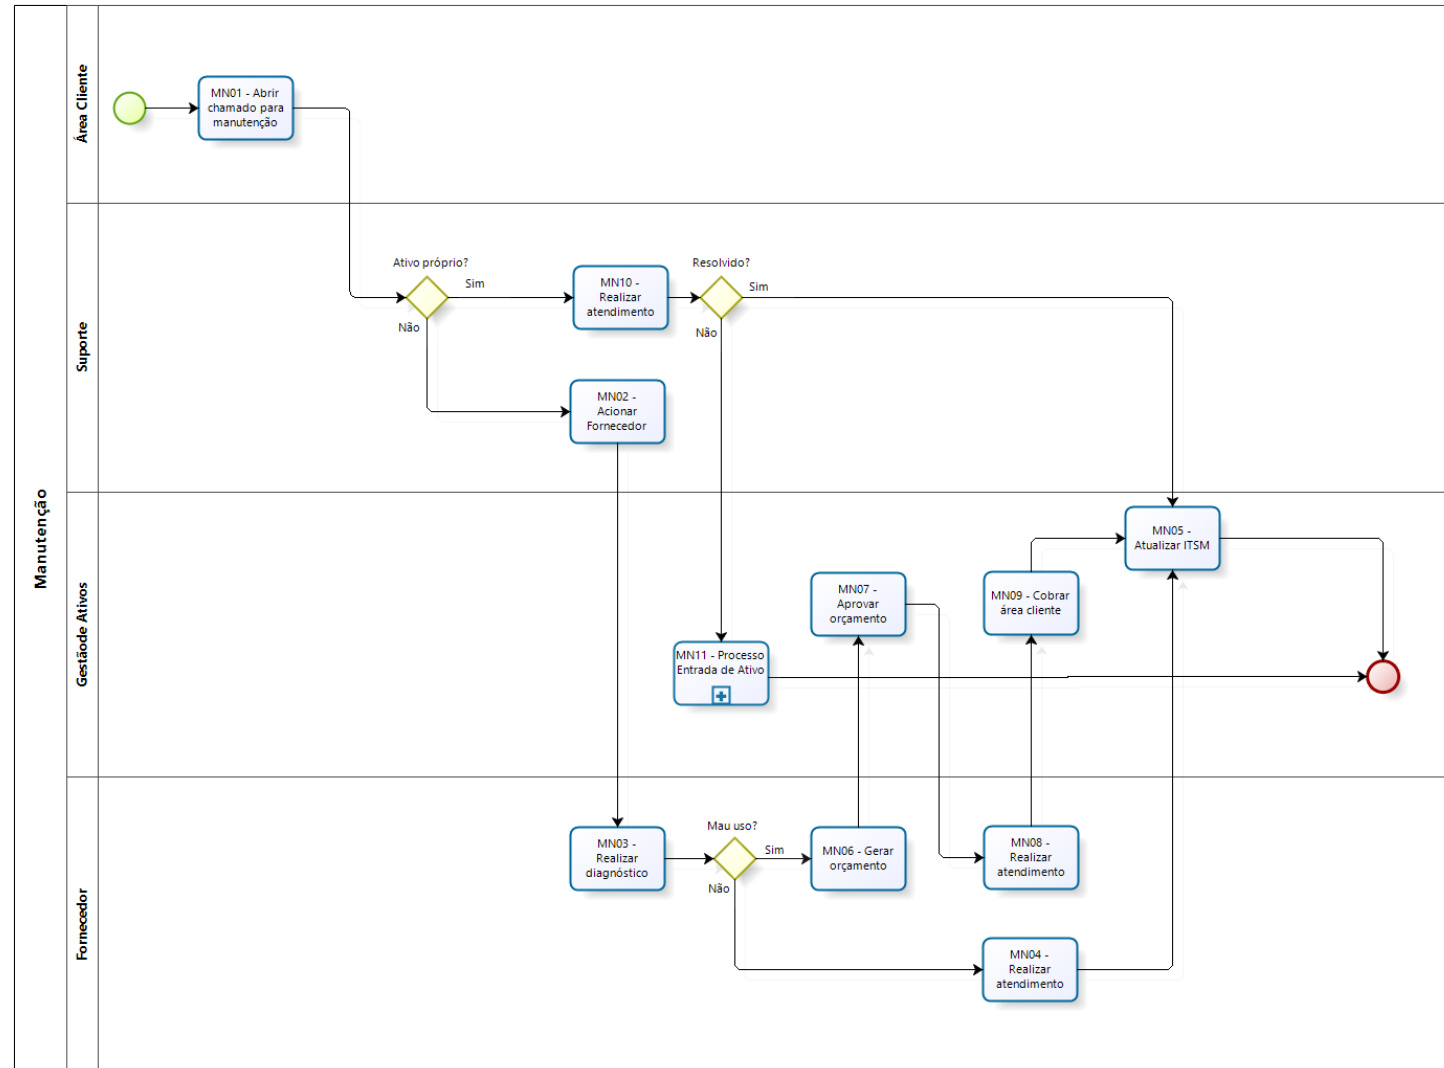 Manutenção
Área Cliente
MN01 - Abrir
chamado para
manutenção
Suporte
Ativo próprio?
Sim
Não
MN10 -
Realizar
atendimento
Resolvido?
Sim
Não
MN02 -
Acionar
Fornecedor
Gestãode Ativos
MN05 -
Atualizar ITSM
MN07 -
Aprovar
orçamento
MN09 - Cobrar
área cliente
MN11 - Processo
Entrada de Ativo
Fornecedor
MN03 -
Realizar
diagnóstico
Mau uso?
Sim
Não
MN06 - Gerar
orçamento
MN08 -
Realizar
atendimento
MN04 -
Realizar
atendimento